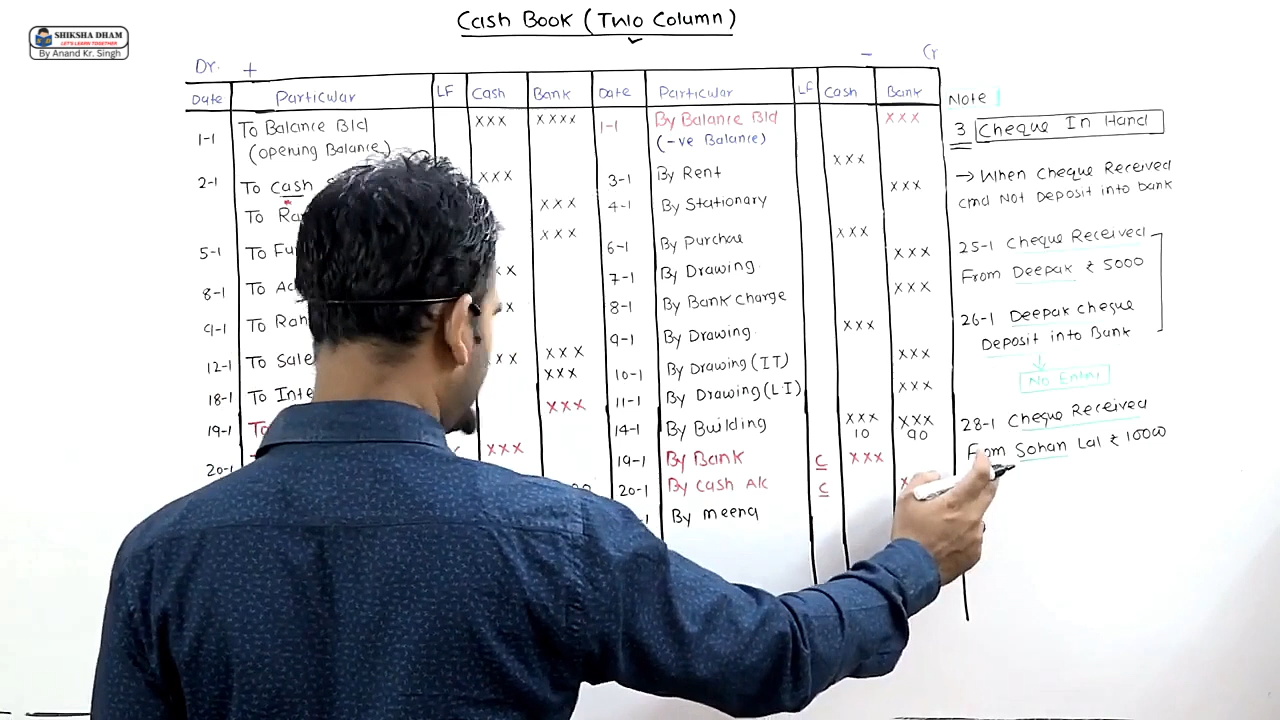 SHIKSHA DHAM
LET'S LEARN TOGETHER
By Anand Kr. Singh
Cash Book (Two Column)
Dr. +
- Cr
Date Particular LF Cash Bank Date Particular LF Cash Bank
1-1 To Balance Bld xxx xxxx 1-1 By Balance Bld xxx
(opening Balance) (-ve Balance)
2-1 To cash xxx 3-1 By Rent xxx
To Ra xxx 4-1 By Stationary xxx
5-1 To Fu xxx 6-1 By Purchae xxx
8-1 To Ac xx 7-1 By Drawing xxx
9-1 To Ra xx 8-1 By Bank charge xxx
12-1 To Sale xx xxx 9-1 By Drawing xxx
18-1 To Inte xxx 10-1 By Drawing (IT) xxx
19-1 To xxx 11-1 By Drawing (L.I) xxx
20-1 C xxx 14-1 By Building xxx xxx
10 90
19-1 By Bank C xxx
20-1 By cash Ak C x
By meena
Note
3 Cheque In Hand
→ When Cheque Received
and Not Deposit into bank
25-1 Cheque Received
From Deepak ₹ 5000
26-1 Deepak cheque
Deposit into Bank
No Entry
28-1 Cheque Received
From Sohan Lal ₹ 10000